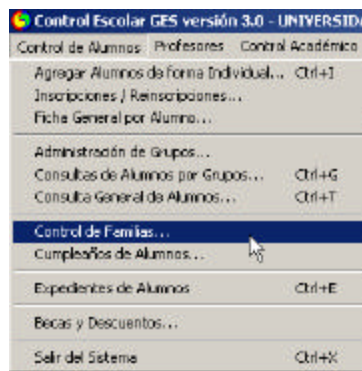 Control Escolar GES versión 3.0 - UNIVERSIDA
Control de Alumnos Profesores Control Académico
Agregar Alumnos de forma Individual... Ctrl+I
Inscripciones / Reinscripciones...
Ficha General por Alumno...
Administración de Grupos...
Consultas de Alumnos por Grupos... Ctrl+G
Consulta General de Alumnos... Ctrl+T
Control de Familias...
Cumpleaños de Alumnos...
Expedientes de Alumnos Ctrl+E
Becas y Descuentos...
Salir del Sistema Ctrl+X